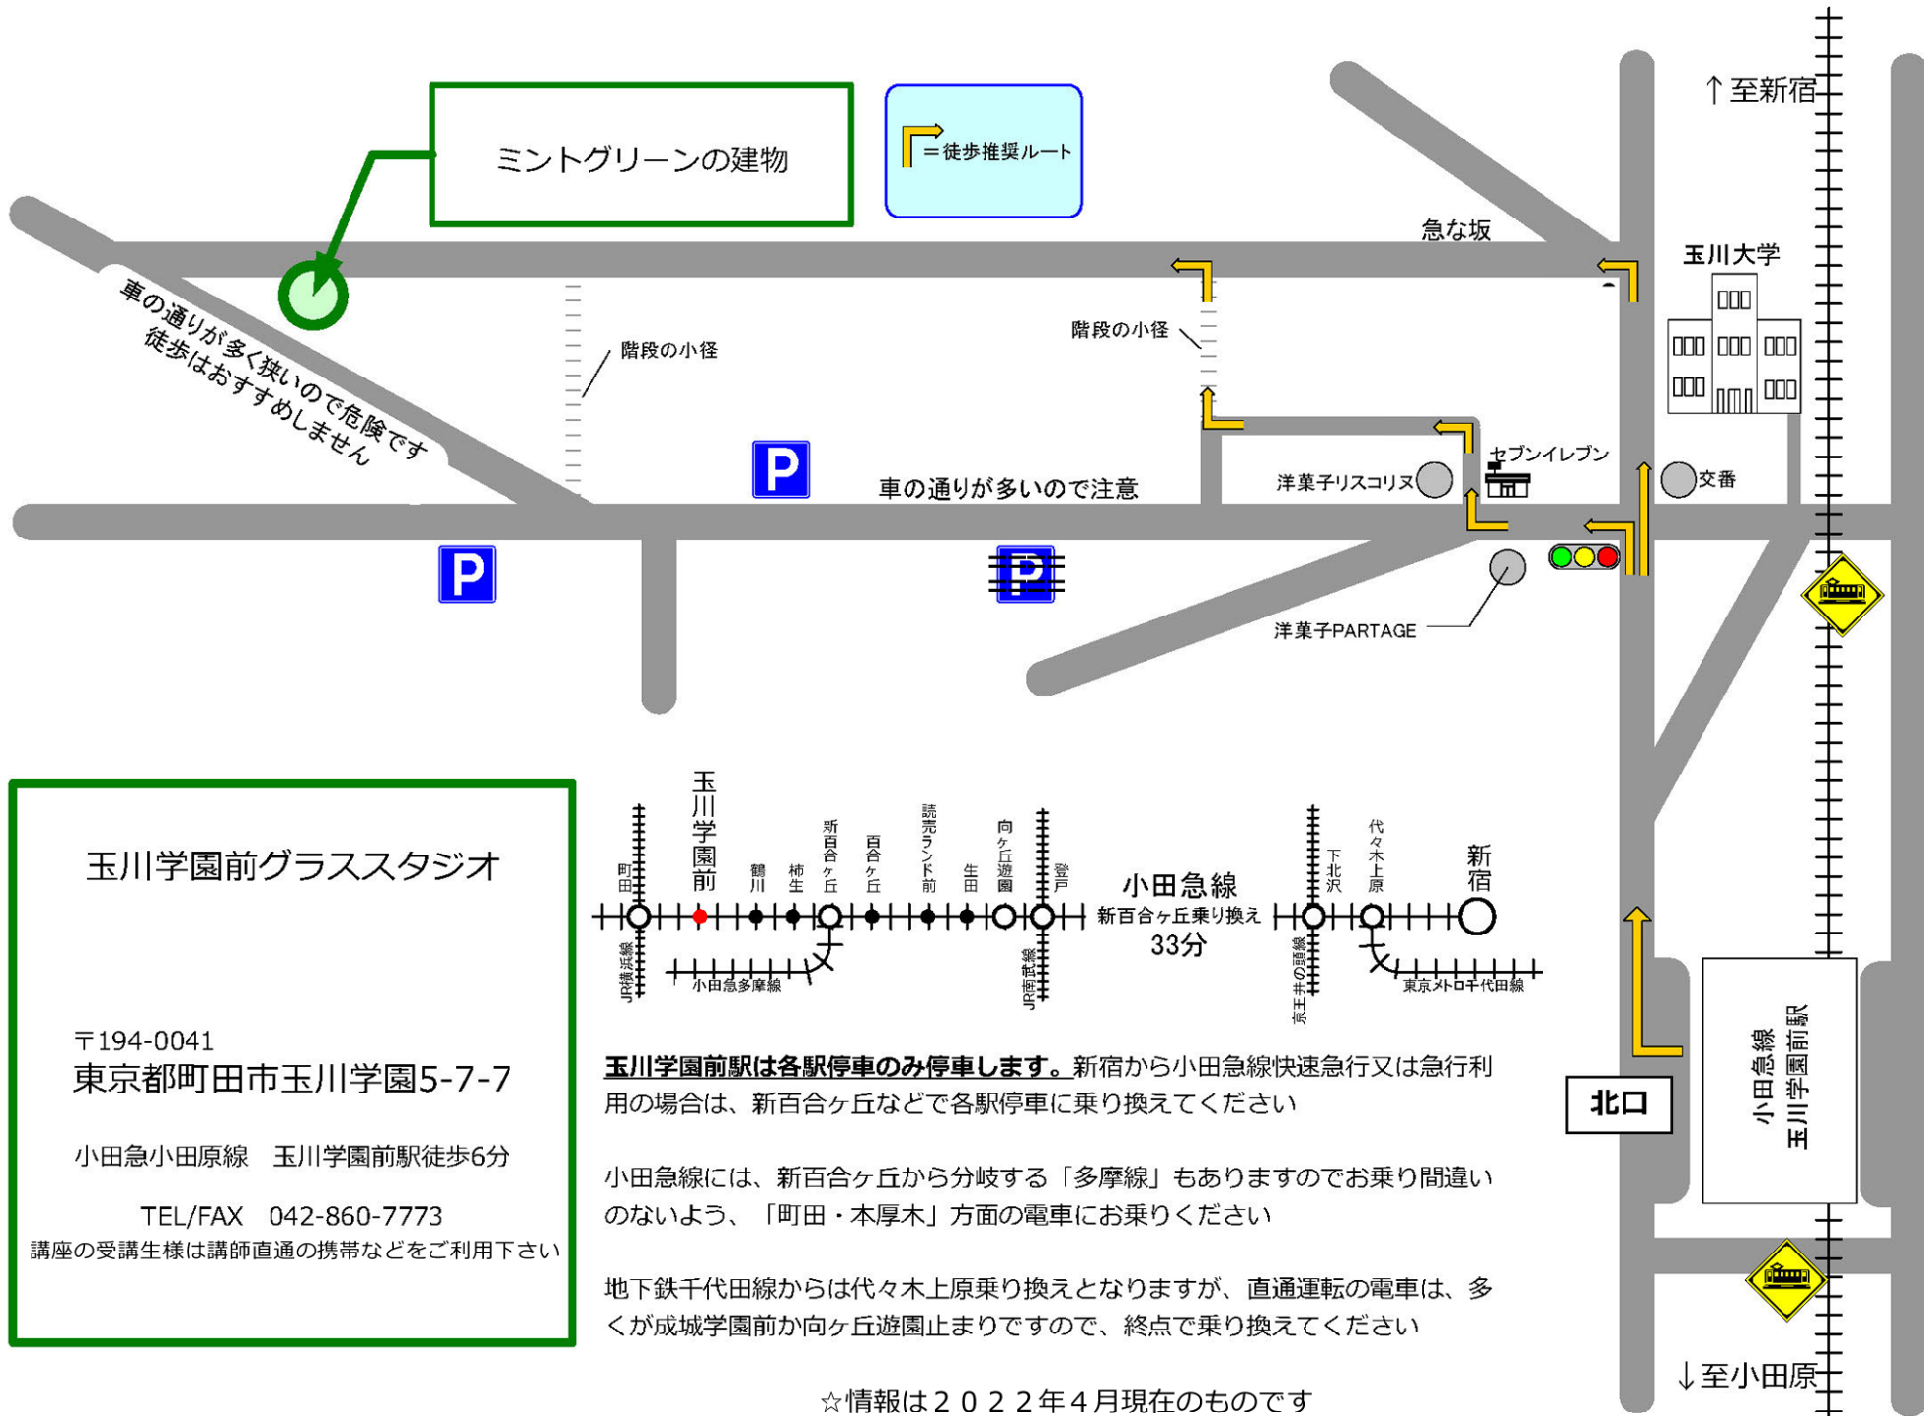 ↑至新宿
ミントグリーンの建物
=徒歩推奨ルート
急な坂
玉川大学
車の通りが多く狭いので危険です
徒歩はおすすめしません
階段の小径
階段の小径
P
車の通りが多いので注意
洋菓子リスコリヌ
セブンイレブン
交番
P
P
洋菓子PARTAGE
玉川学園前グラススタジオ
〒194-0041
東京都町田市玉川学園5-7-7
小田急小田原線　玉川学園前駅徒歩6分
TEL/FAX　042-860-7773
講座の受講生様は講師直通の携帯などをご利用下さい
町田
玉川学園前
鶴川
柿生
新百合ヶ丘
百合ヶ丘
読売ランド前
生田
向ヶ丘遊園
登戸
小田急線
新百合ヶ丘乗り換え
33分
下北沢
代々木上原
新宿
JR横浜線
小田急多摩線
JR南武線
京王井の頭線
東京メトロ千代田線
玉川学園前駅は各駅停車のみ停車します。新宿から小田急線快速急行又は急行利
用の場合は、新百合ヶ丘などで各駅停車に乗り換えてください
小田急線には、新百合ヶ丘から分岐する「多摩線」もありますのでお乗り間違い
のないよう、「町田・本厚木」方面の電車にお乗りください
地下鉄千代田線からは代々木上原乗り換えとなりますが、直通運転の電車は、多
くが成城学園前か向ヶ丘遊園止まりですので、終点で乗り換えてください
☆情報は２０２２年４月現在のものです
北口
小田急線
玉川学園前駅
↓至小田原